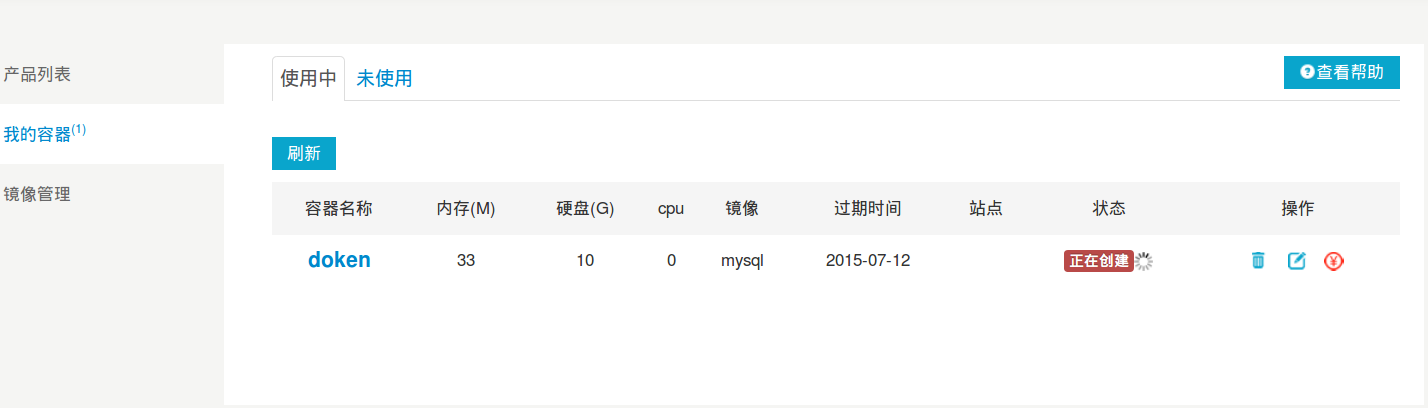 产品列表
我的容器(1)
镜像管理
使用中 未使用
查看帮助
刷新
容器名称 内存(M) 硬盘(G) cpu 镜像 过期时间 站点 状态 操作
doken 33 10 0 mysql 2015-07-12 正在创建